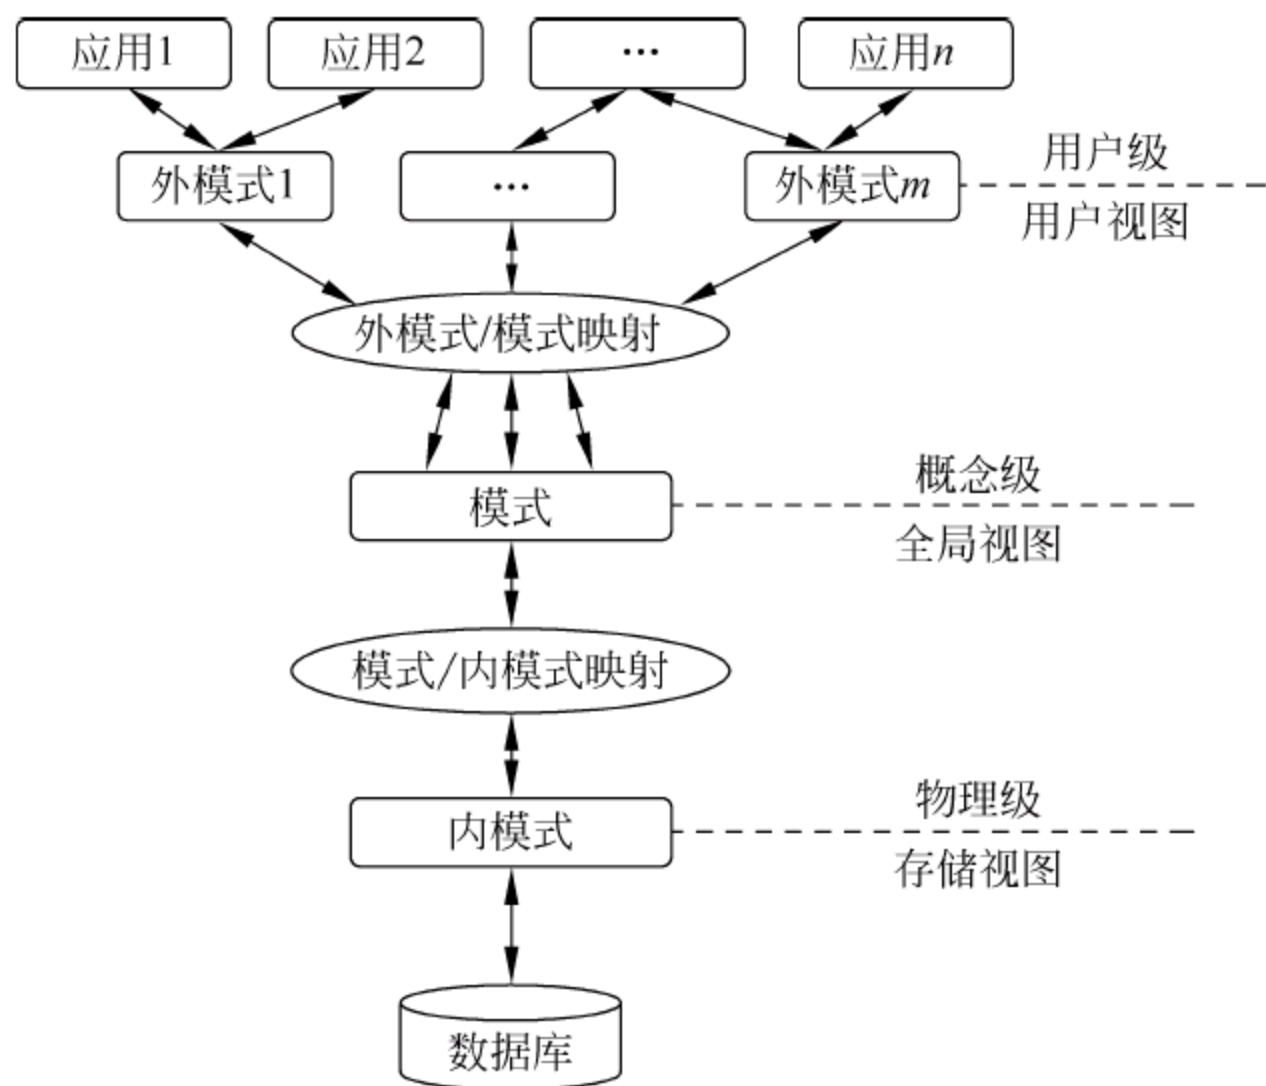 应用1
应用2
…
应用n
外模式1
…
外模式m
用户级
用户视图
外模式/模式映射
模式
概念级
全局视图
模式/内模式映射
内模式
物理级
存储视图
数据库